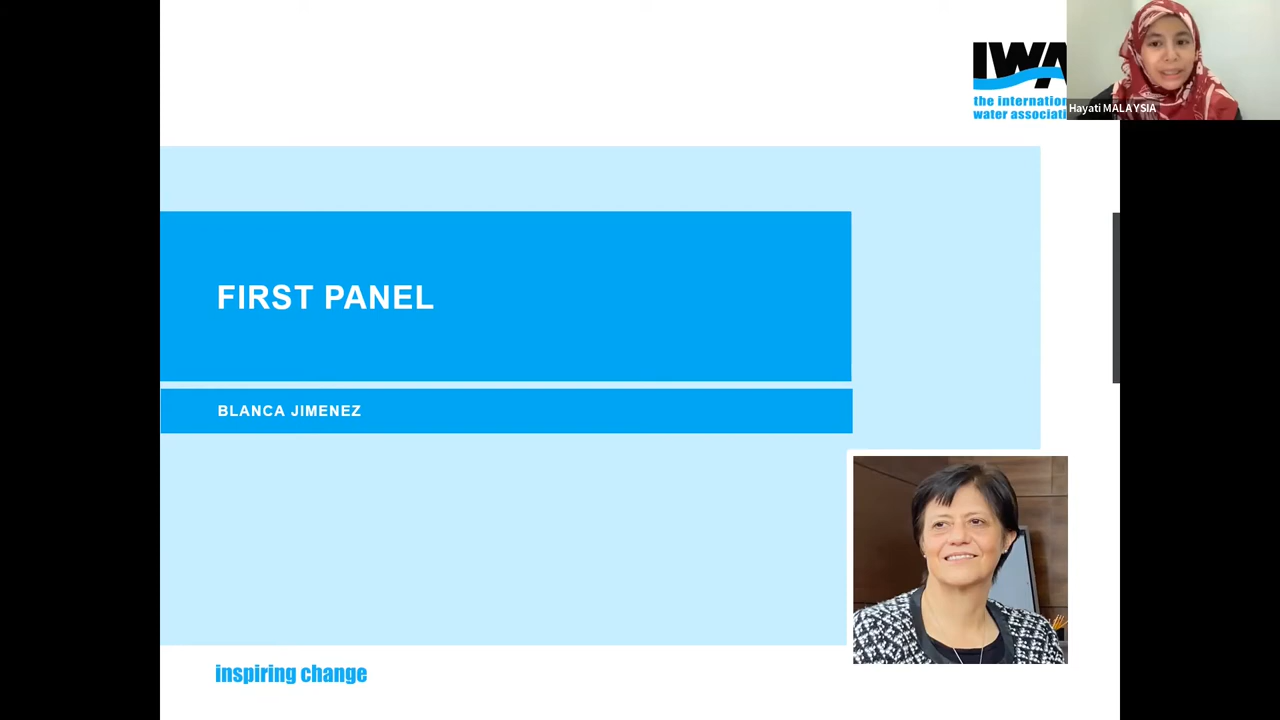 IWA
the internation
water associati
Hayati MALAYSIA
FIRST PANEL
BLANCA JIMENEZ
inspiring change